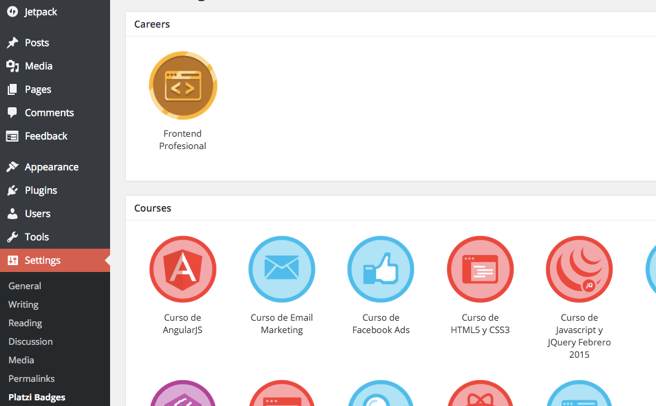 Jetpack
Posts
Media
Pages
Comments
Feedback
Appearance
Plugins
Users
Tools
Settings
General
Writing
Reading
Discussion
Media
Permalinks
Platzi Badges
Careers
Frontend
Profesional
Courses
Curso de
AngularJS
Curso de Email
Marketing
Curso de
Facebook Ads
Curso de
HTML5 y CSS3
Curso de
Javascript y
JQuery Febrero
2015